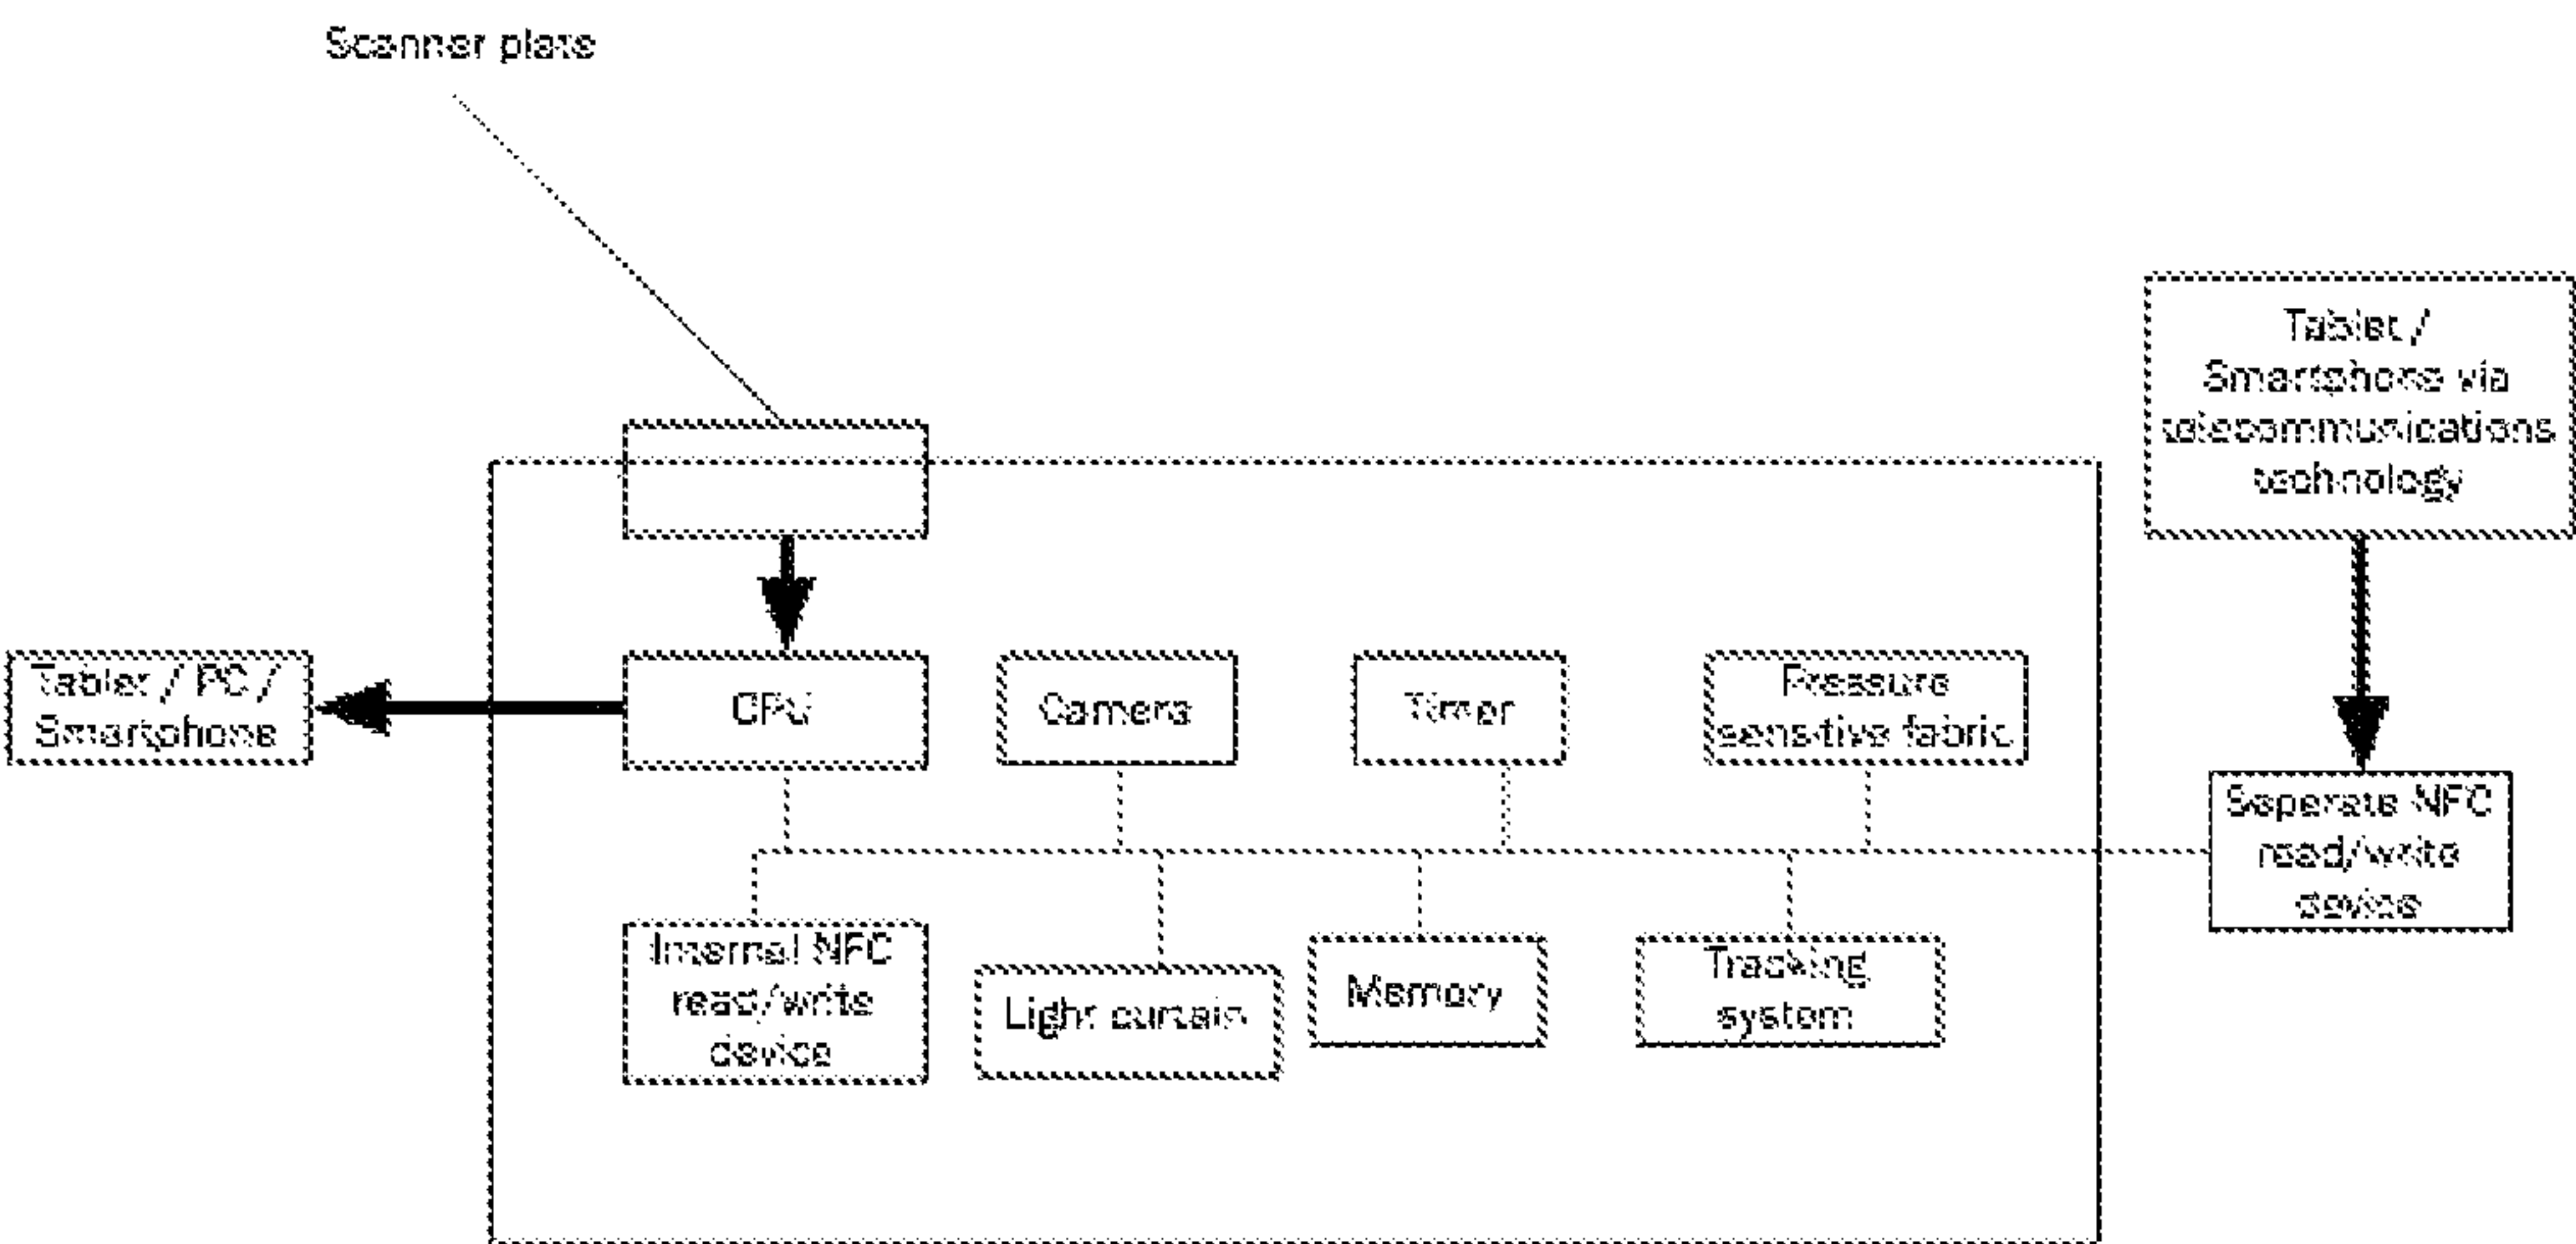 Scanner plate
Tablet /
Smartphone via
telecommunications
technology
Tablet / PC /
Smartphone
CPU
Camera
Timer
Pressure
sensitive fabric
Seperate NFC
read/write
device
Internal NFC
read/write
device
Light curtain
Memory
Tracking
system